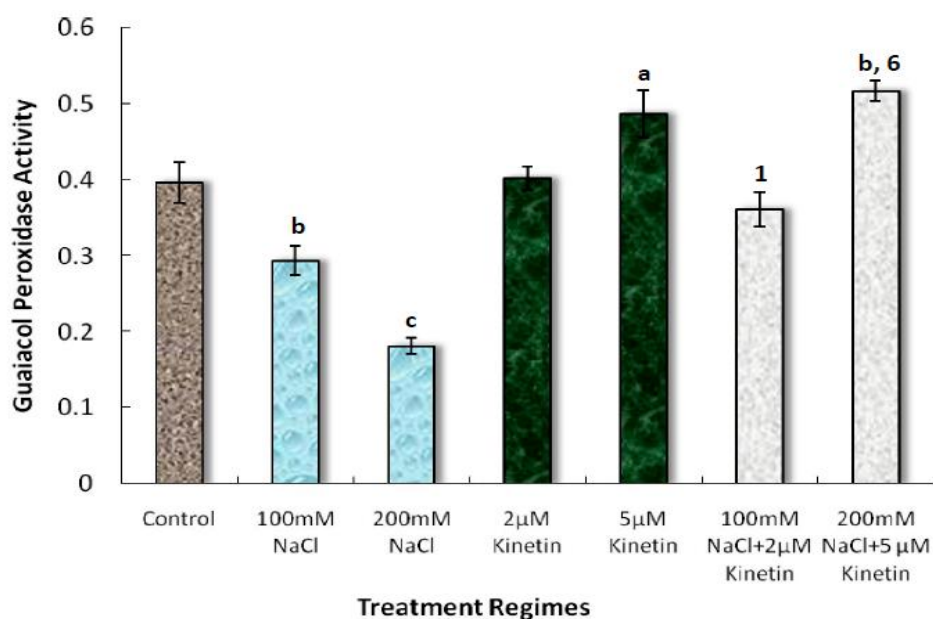 Guaiacol Peroxidase Activity
0.6
0.5
0.4
0.3
0.2
0.1
0
b
c
a
1
b, 6
Control
100mM
NaCl
200mM
NaCl
2µM
Kinetin
5µM
Kinetin
100mM
NaCl+2µM
Kinetin
200mM
NaCl+5 µM
Kinetin
Treatment Regimes